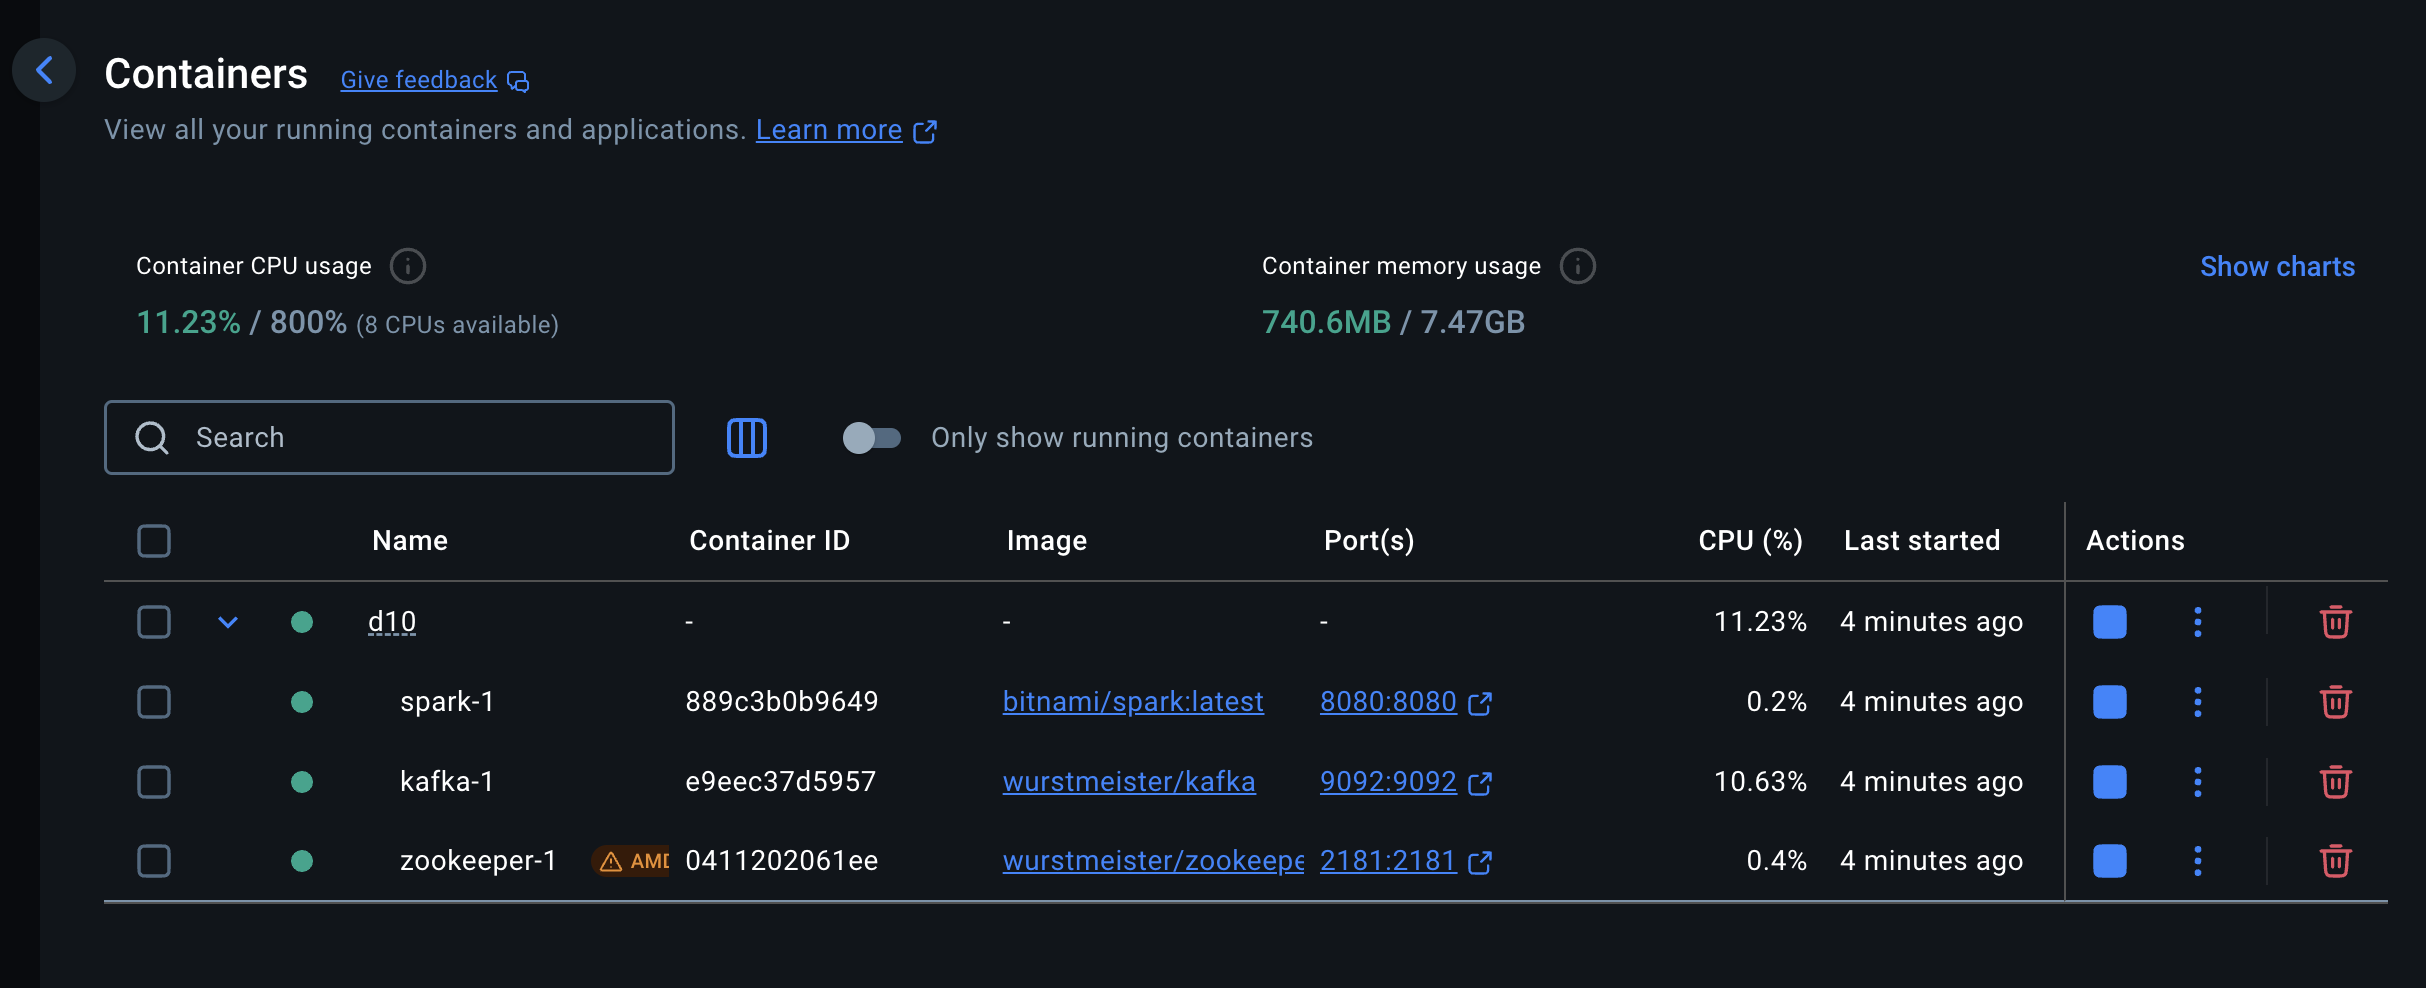 Containers Give feedback
View all your running containers and applications. Learn more
Container CPU usage
11.23% / 800% (8 CPUs available)
Container memory usage
740.6MB / 7.47GB
Show charts
Search
Only show running containers
Name Container ID Image Port(s) CPU (%) Last started Actions
d10 - - - 11.23% 4 minutes ago
spark-1 889c3b0b9649 bitnami/spark:latest 8080:8080 0.2% 4 minutes ago
kafka-1 e9eec37d5957 wurstmeister/kafka 9092:9092 10.63% 4 minutes ago
zookeeper-1 AMD 0411202061ee wurstmeister/zookeepe 2181:2181 0.4% 4 minutes ago